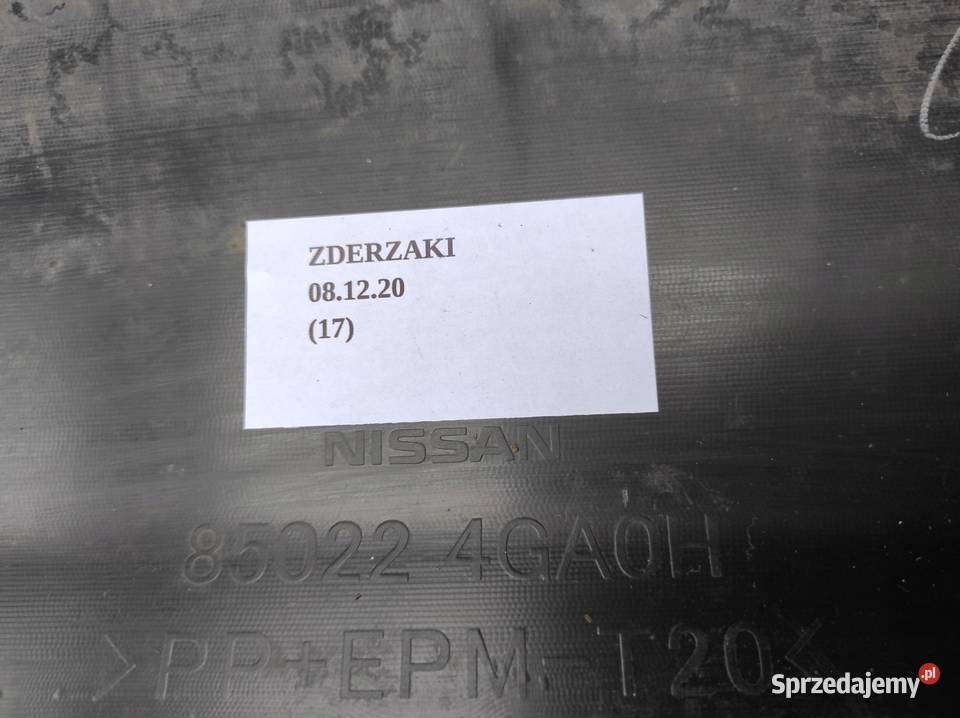 ZDERZAKI
08.12.20
(17)
NISSAN
85022 4GA0H
>PP+EPM-T20<
Sprzedajemy.pl